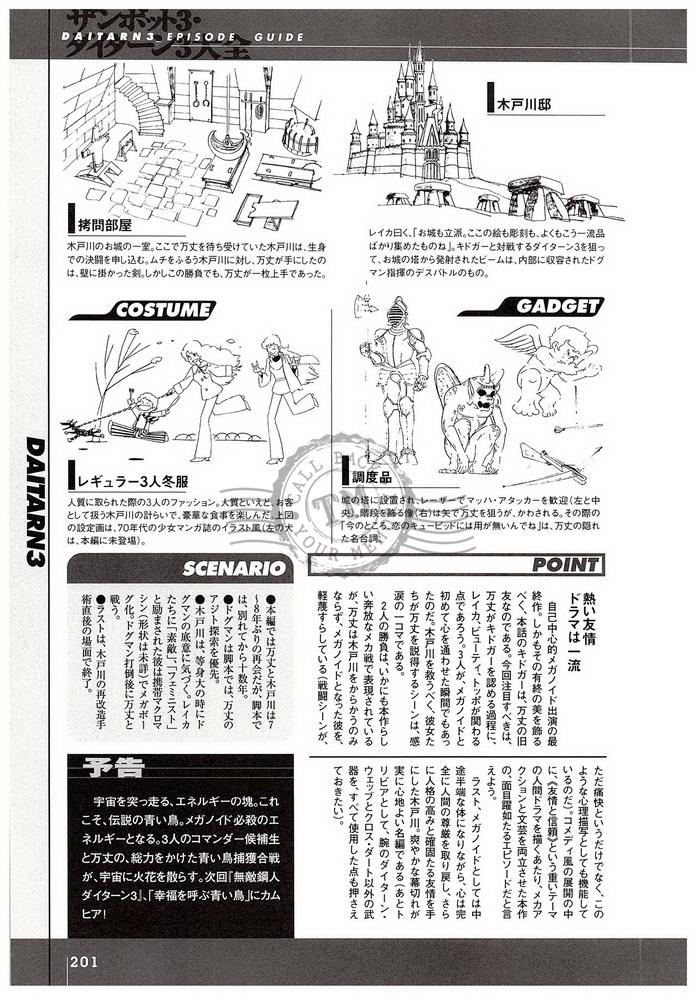 ザンボット3・
ダイターン3大全
DAITARN3 EPISODE GUIDE
拷問部屋
木戸川のお城の一室。ここで万丈を待ち受けていた木戸川は、生身
での決闘を申し込む。ムチをふるう木戸川に対し、万丈が手にしたの
は、壁に掛かった剣。しかしこの勝負でも、万丈が一枚上手であった。
木戸川邸
レイカ曰く、「お城も立派。ここの絵も彫刻も、よくもこう一流品
ばかり集めたものね」。キドガーと対戦するダイターン3を狙っ
て、お城の塔から発射されたビームは、内部に収容されたドグ
マン指揮のデスバトルのもの。
COSTUME
レギュラー3人冬服
人質に取られた際の3人のファッション。人質といえど、お客
として扱う木戸川の計らいで、豪華な食事を楽しんだ。上図
の設定画は、70年代の少女マンガ誌のイラスト風(左の犬
は、本編に未登場)。
GADGET
調度品
城の塔に設置され、レーザーでマッハ・アタッカーを歓迎(左と中
央)。階段を飾る像(右)は矢で万丈を狙うが、かわされる。その際の
「今のところ、恋のキューピッドには用が無いんでね」は、万丈の隠れ
た名台詞。
DAITARN3
CALL BACK
TM
YOUR MEMORY
SCENARIO
●本編では万丈と木戸川は7
〜8年ぶりの再会だが、脚本で
は、別れてから十数年。
●ドグマンは脚本では、万丈の
アジト探索を優先。
●木戸川は、等身大の時にド
グマンの底意に気づく。レイカ
たちに「素敵」、「フェミニスト」
と励まされた彼は携帯マクロマ
シン(形状は未詳)でメガボー
グ化。ドグマン打倒後に万丈と
戦う。
●ラストは、木戸川の再改造手
術直後の場面で終了。
POINT
熱い友情
ドラマは一流
自己中心的メガノイド出演の最
終作。しかもその有終の美を飾る
べく、本話のキドガーは、万丈の旧
友なのである。今回注目すべきは、
万丈がキドガーを認める過程に、
レイカ、ビューティ、トッポが関わる
点であろう。3人が、メガノイドと
初めて心を通わせた瞬間でもあっ
たのだ。木戸川を救うべく、彼女た
ちが万丈を説得するシーンは、感
涙の一コマである。
2人の勝負は、いかにも本作らし
い奔放なメカ戦で表現されている
が、万丈は木戸川をからかうのみ
ならず、メガノイドとなった彼を、
軽蔑すらしている(戦闘シーンが、
ただ痛快というだけでなく、この
ような心理描写としても機能して
いるのだ)。コメディ風の展開の中
に、《友情と信頼》という重いテーマ
の人間ドラマを描くあたり、メカア
クションと文芸を両立させた本作
の、面目躍如たるエピソードだと言
えよう。
ラスト、メガノイドとしては中
途半端な体になりながら、心は完
全に人間の尊厳を取り戻し、さら
に人格の高みと確固たる友情を手
にした木戸川。爽やかな幕切れが
実に心地よい名編である(あとト
リビアとして、腕のダイターン・
ウェッブとクロス・ダート以外の武
器を、すべて使用した点も押さえ
ておきたい)。
予告
宇宙を突っ走る、エネルギーの塊。これ
こそ、伝説の青い鳥。メガノイド必殺のエ
ネルギーとなる。3人のコマンダー候補生
と万丈の、総力をかけた青い鳥捕獲合戦
が、宇宙に火花を散らす。次回『無敵鋼人
ダイターン3』、「幸福を呼ぶ青い鳥」にカム
ヒア!
201